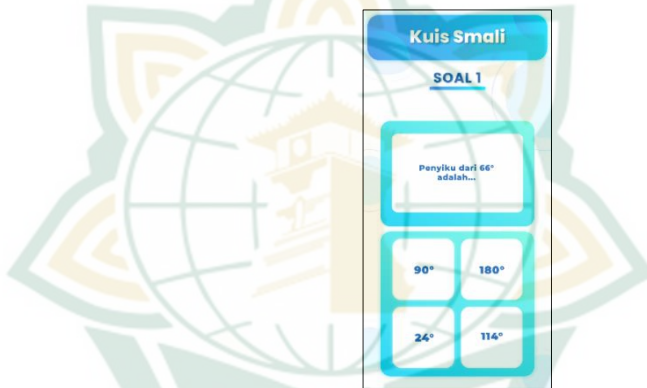 Kuis Smali
SOAL 1
Penyiku dari 66°
adalah...
90° 180°
24° 114°